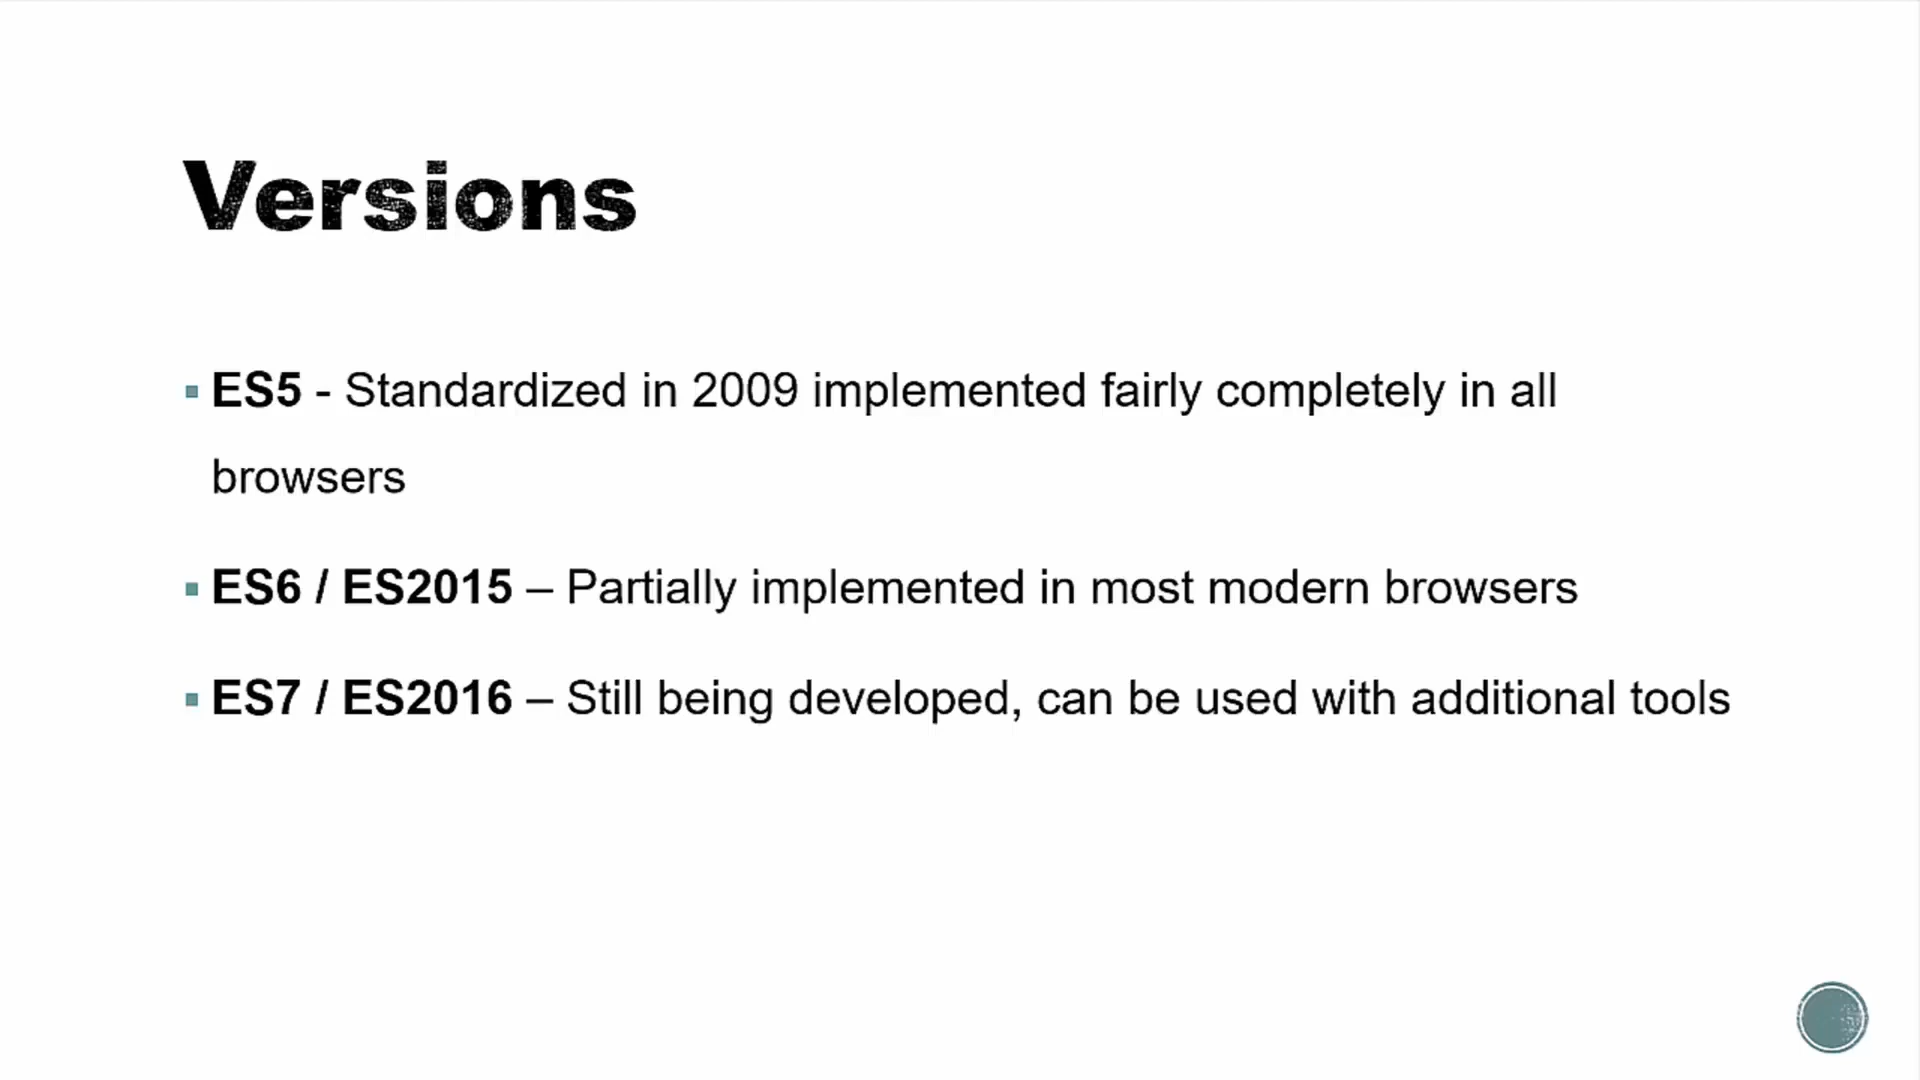 Versions
▪ ES5 - Standardized in 2009 implemented fairly completely in all
browsers
▪ ES6 / ES2015 – Partially implemented in most modern browsers
▪ ES7 / ES2016 – Still being developed, can be used with additional tools